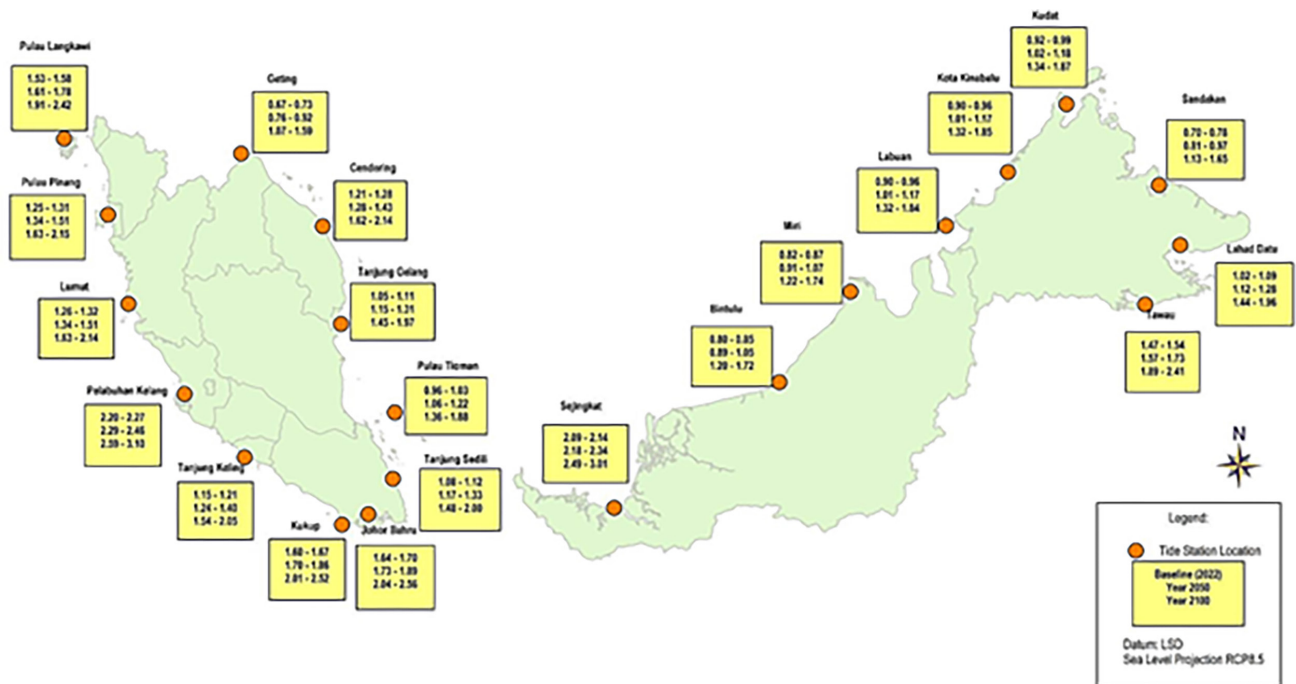 Pulau Langkawi
1.53 - 1.58
1.61 - 1.78
1.91 - 2.42
Geting
0.67 - 0.73
0.76 - 0.92
1.07 - 1.59
Pulau Pinang
1.25 - 1.31
1.34 - 1.51
1.63 - 2.15
Cendering
1.21 - 1.28
1.28 - 1.43
1.62 - 2.14
Lumut
1.26 - 1.32
1.34 - 1.51
1.63 - 2.14
Tanjung Gelang
1.05 - 1.11
1.15 - 1.31
1.45 - 1.97
Pelabuhan Kelang
2.20 - 2.27
2.29 - 2.46
2.59 - 3.10
Pulau Tioman
0.96 - 1.03
1.06 - 1.22
1.36 - 1.88
Tanjung Keling
1.15 - 1.21
1.24 - 1.40
1.54 - 2.05
Tanjung Sedili
1.08 - 1.12
1.17 - 1.33
1.48 - 2.00
Kukup
1.60 - 1.67
1.70 - 1.86
2.01 - 2.52
Johor Bahru
1.64 - 1.70
1.73 - 1.89
2.04 - 2.56
Kudat
0.92 - 0.99
1.02 - 1.18
1.34 - 1.87
Kota Kinabalu
0.90 - 0.96
1.01 - 1.17
1.32 - 1.85
Sandakan
0.70 - 0.78
0.81 - 0.97
1.13 - 1.65
Labuan
0.90 - 0.96
1.01 - 1.17
1.32 - 1.84
Miri
0.82 - 0.87
0.91 - 1.07
1.22 - 1.74
Lahad Datu
1.02 - 1.09
1.12 - 1.28
1.44 - 1.96
Bintulu
0.80 - 0.85
0.89 - 1.05
1.20 - 1.72
Tawau
1.47 - 1.54
1.57 - 1.73
1.89 - 2.41
Sejingkat
2.09 - 2.14
2.18 - 2.34
2.49 - 3.01
N
Legend:
Tide Station Location
Baseline (2022)
Year 2050
Year 2100
Datum: LSD
Sea Level Projection RCP8.5